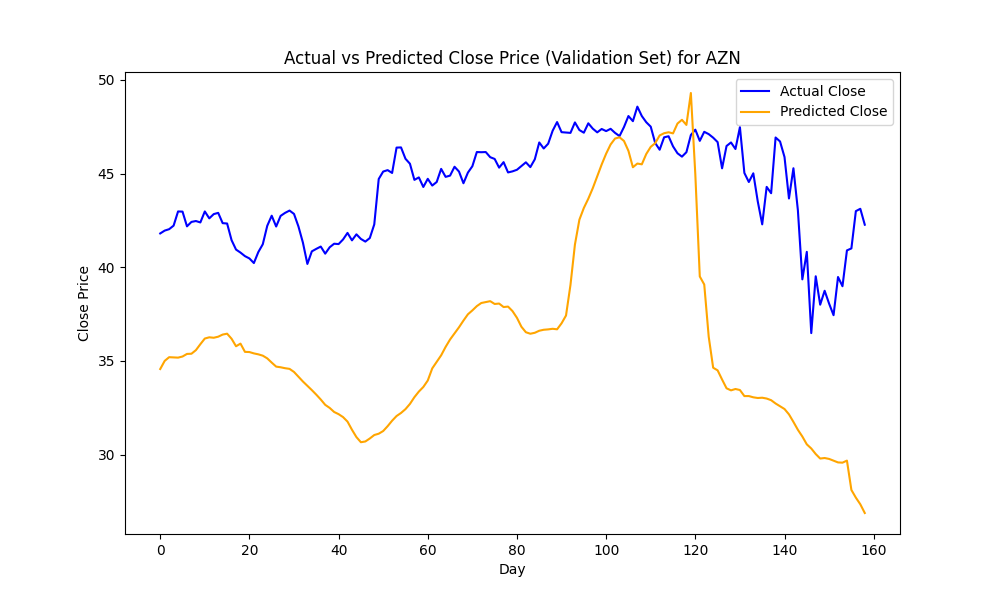 Actual vs Predicted Close Price (Validation Set) for AZN
Actual Close
Predicted Close
Close Price
50
45
40
35
30
0 20 40 60 80 100 120 140 160
Day